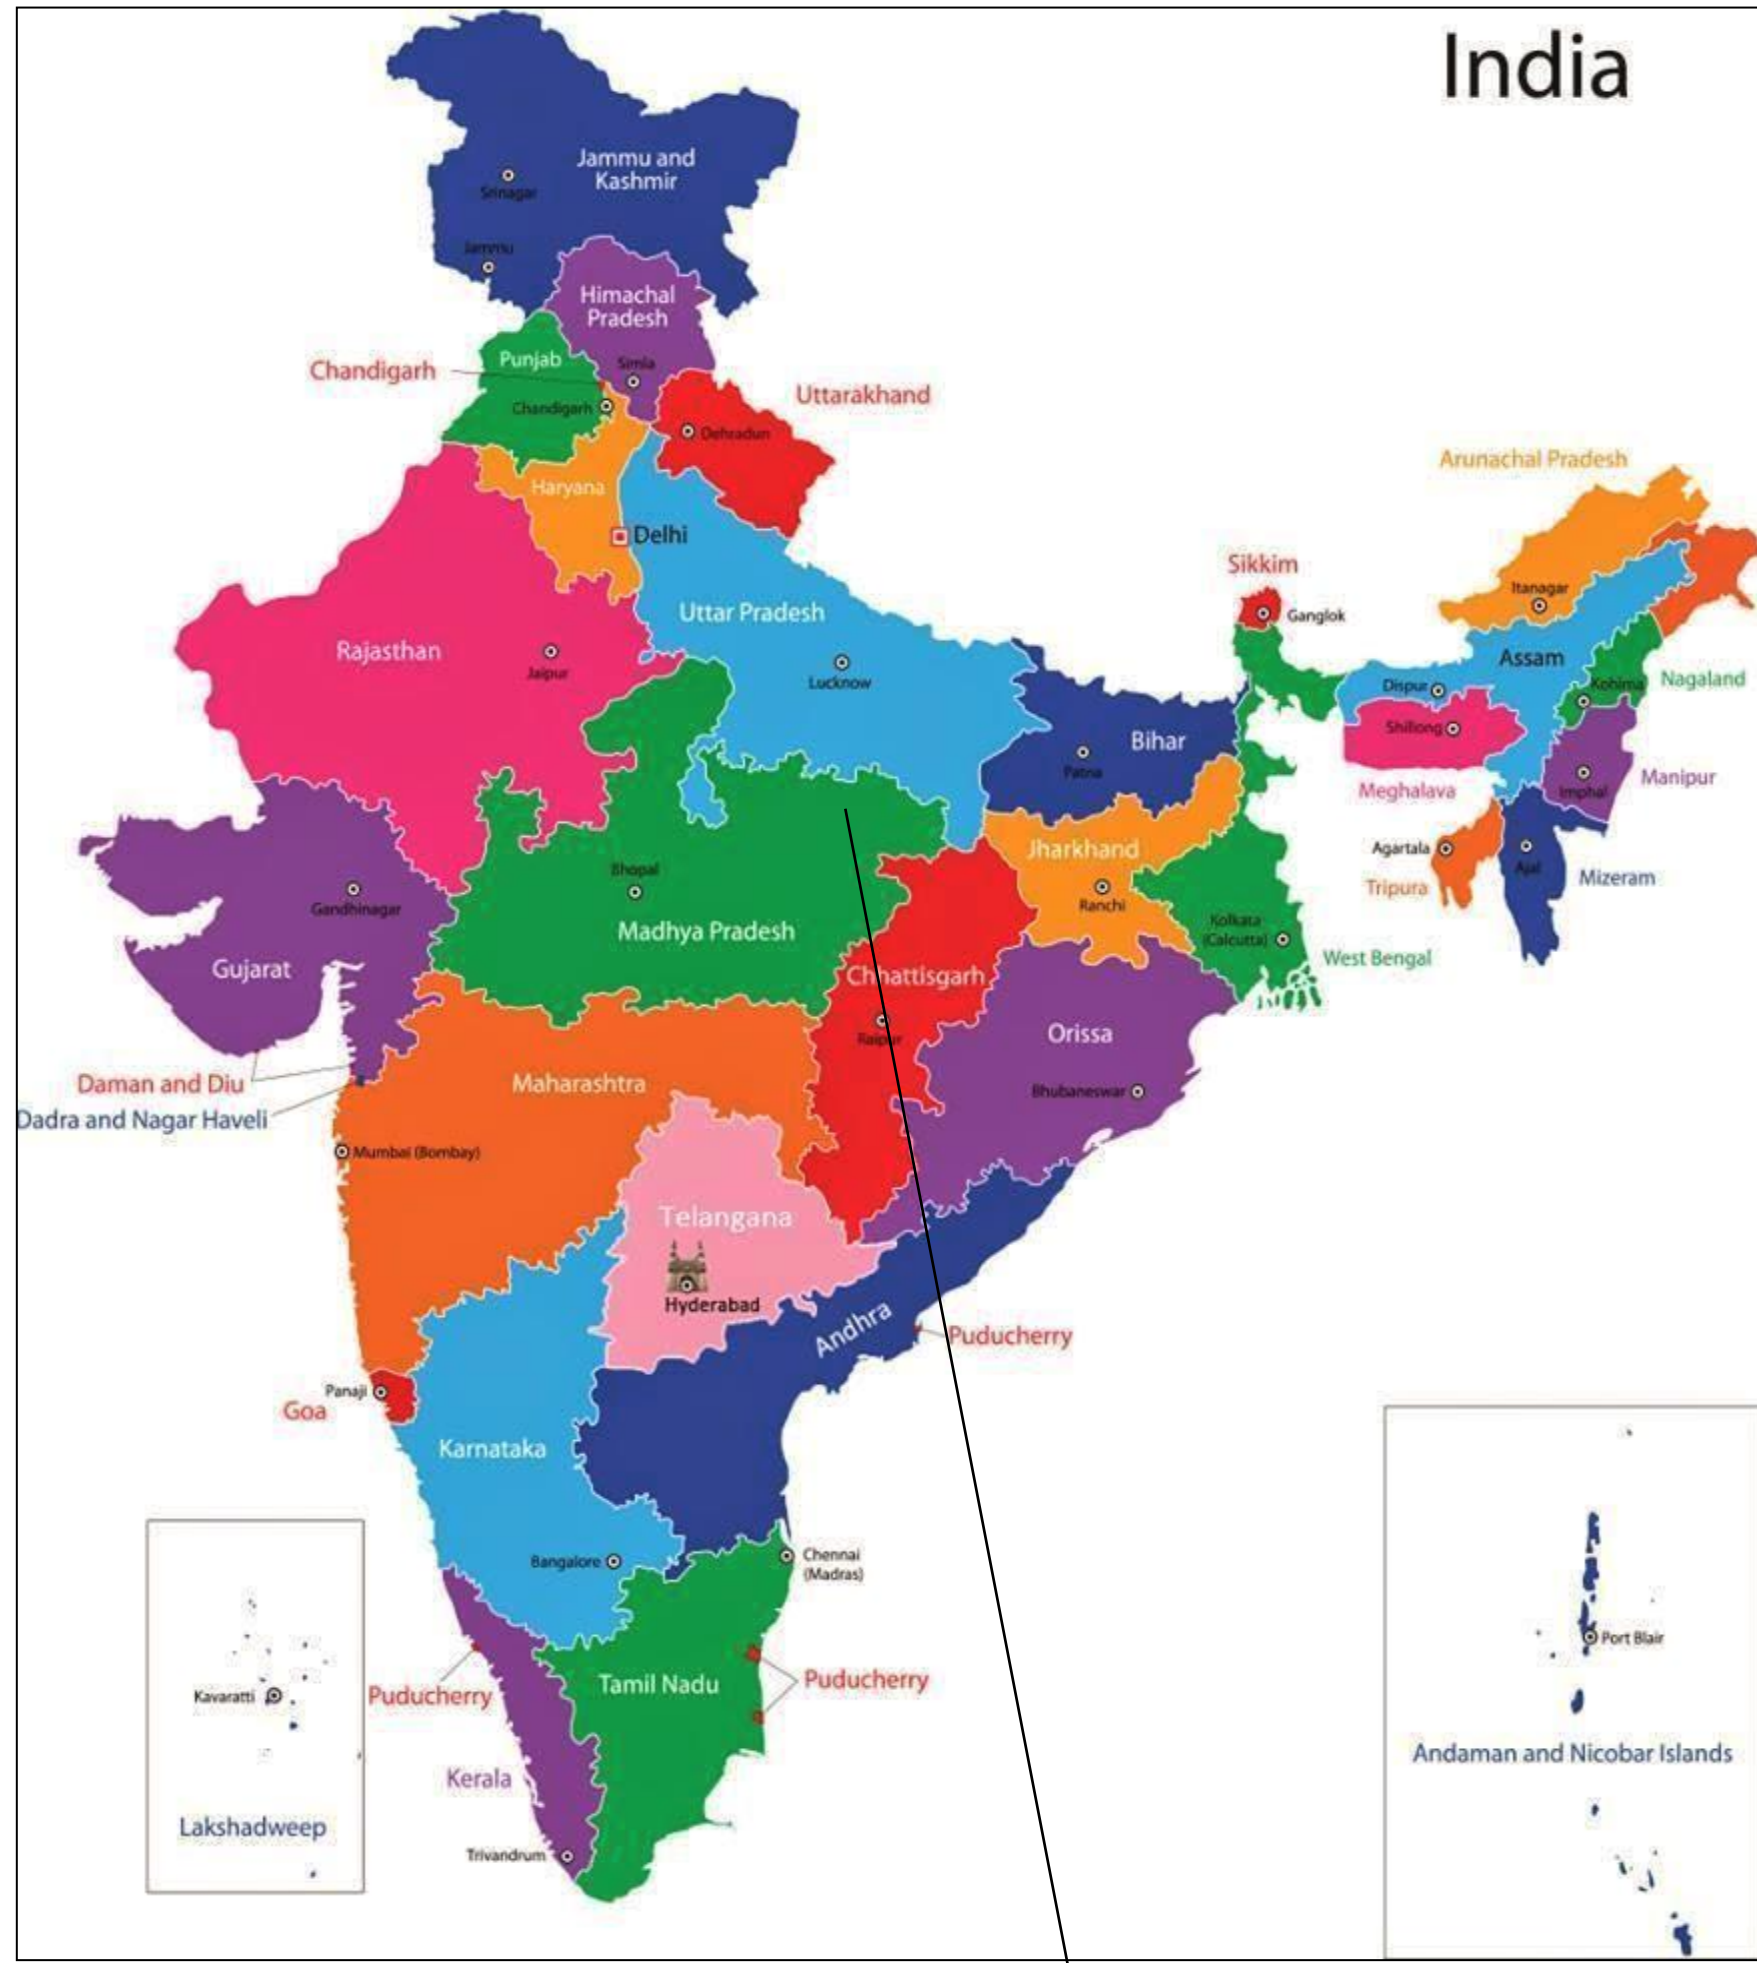 India
Jammu and
Kashmir
Srinagar
Jammu
Himachal
Pradesh
Punjab
Simla
Chandigarh
Chandigarh
Uttarakhand
Dehradun
Haryana
Delhi
Arunachal Pradesh
Sikkim
Ganglok
Itanagar
Uttar Pradesh
Lucknow
Rajasthan
Jaipur
Assam
Dispur
Kohima
Nagaland
Shillong
Bihar
Patna
Meghalava
Imphal
Manipur
Jharkhand
Ranchi
Agartala
Tripura
Ajal
Mizeram
Bhopal
Madhya Pradesh
Gandhinagar
Gujarat
Kolkata
(Calcutta)
West Bengal
Chhattisgarh
Raipur
Orissa
Bhubaneswar
Daman and Diu
Dadra and Nagar Haveli
Maharashtra
Mumbai (Bombay)
Telangana
Hyderabad
Andhra
Puducherry
Panaji
Goa
Karnataka
Bangalore
Chennai
(Madras)
Kavaratti
Lakshadweep
Puducherry
Tamil Nadu
Puducherry
Kerala
Trivandrum
Port Blair
Andaman and Nicobar Islands